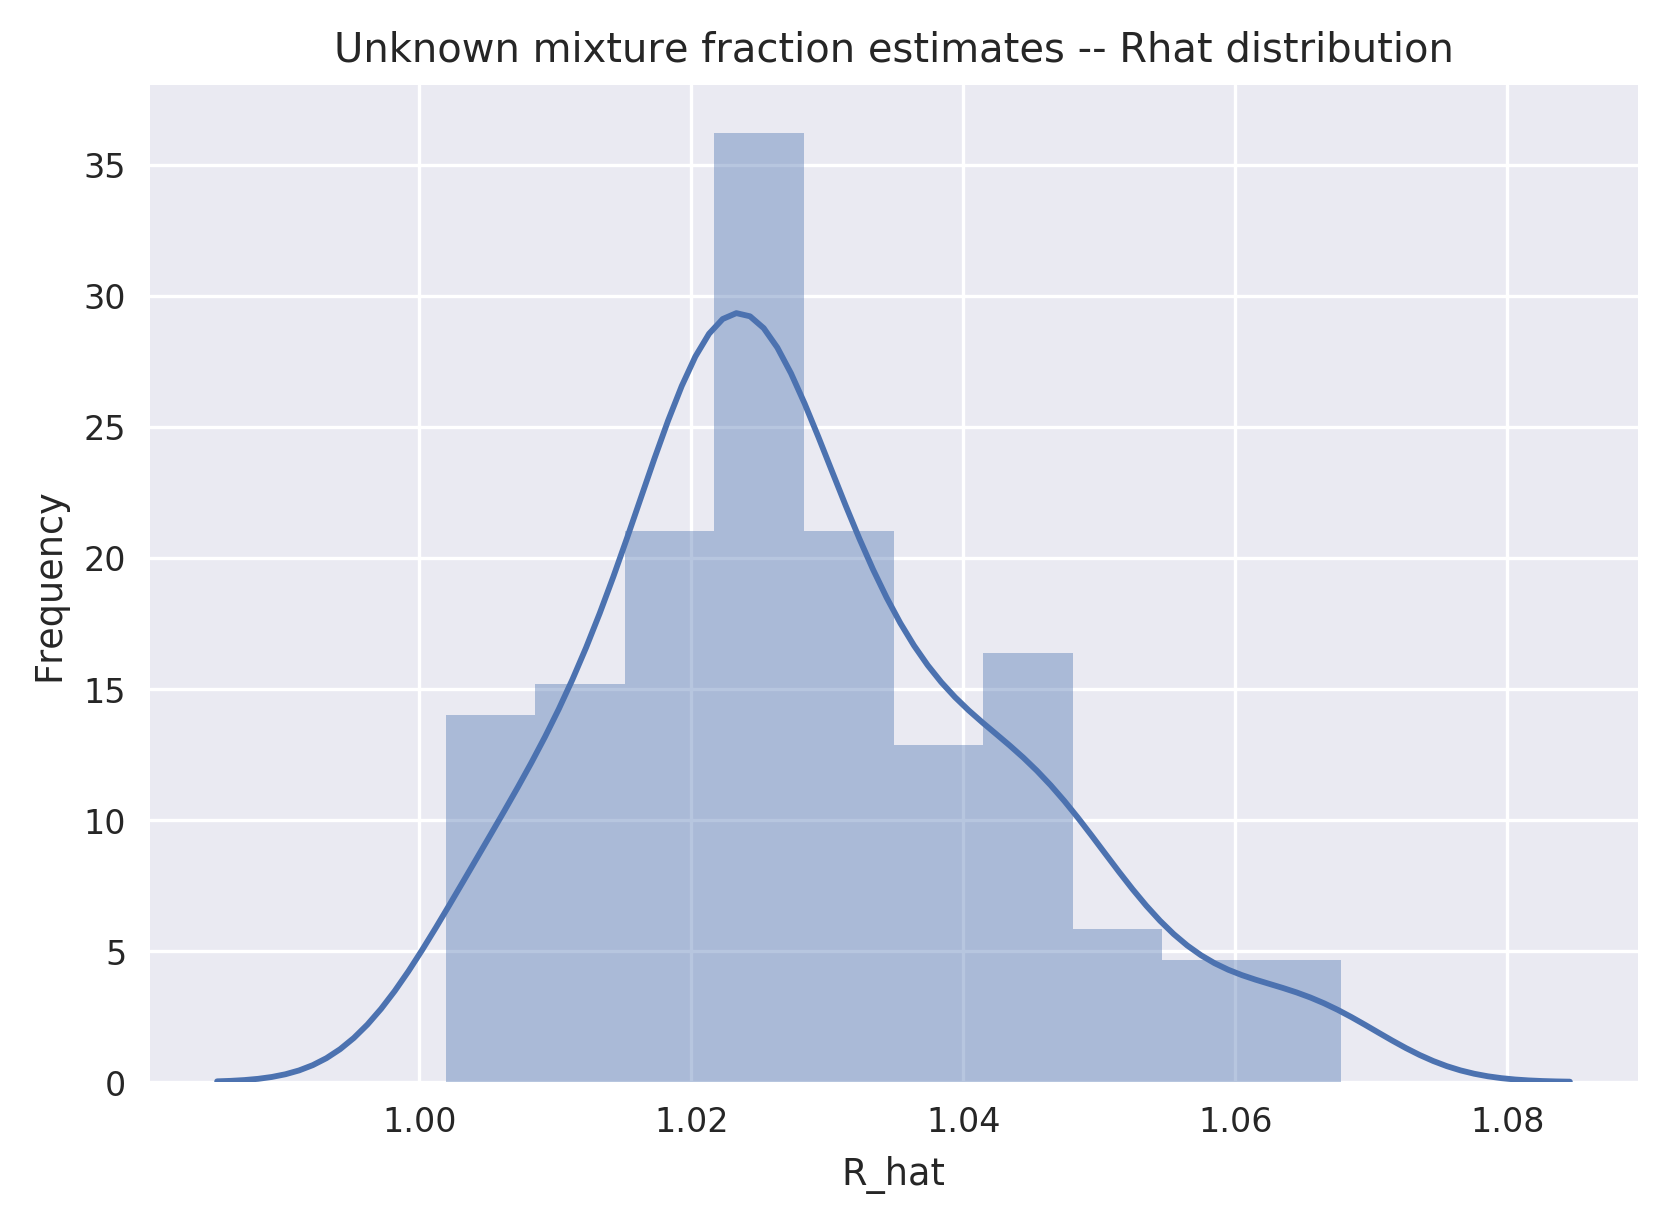 Unknown mixture fraction estimates -- Rhat distribution
35
30
25
20
15
10
5
0
Frequency
1.00 1.02 1.04 1.06 1.08
R_hat